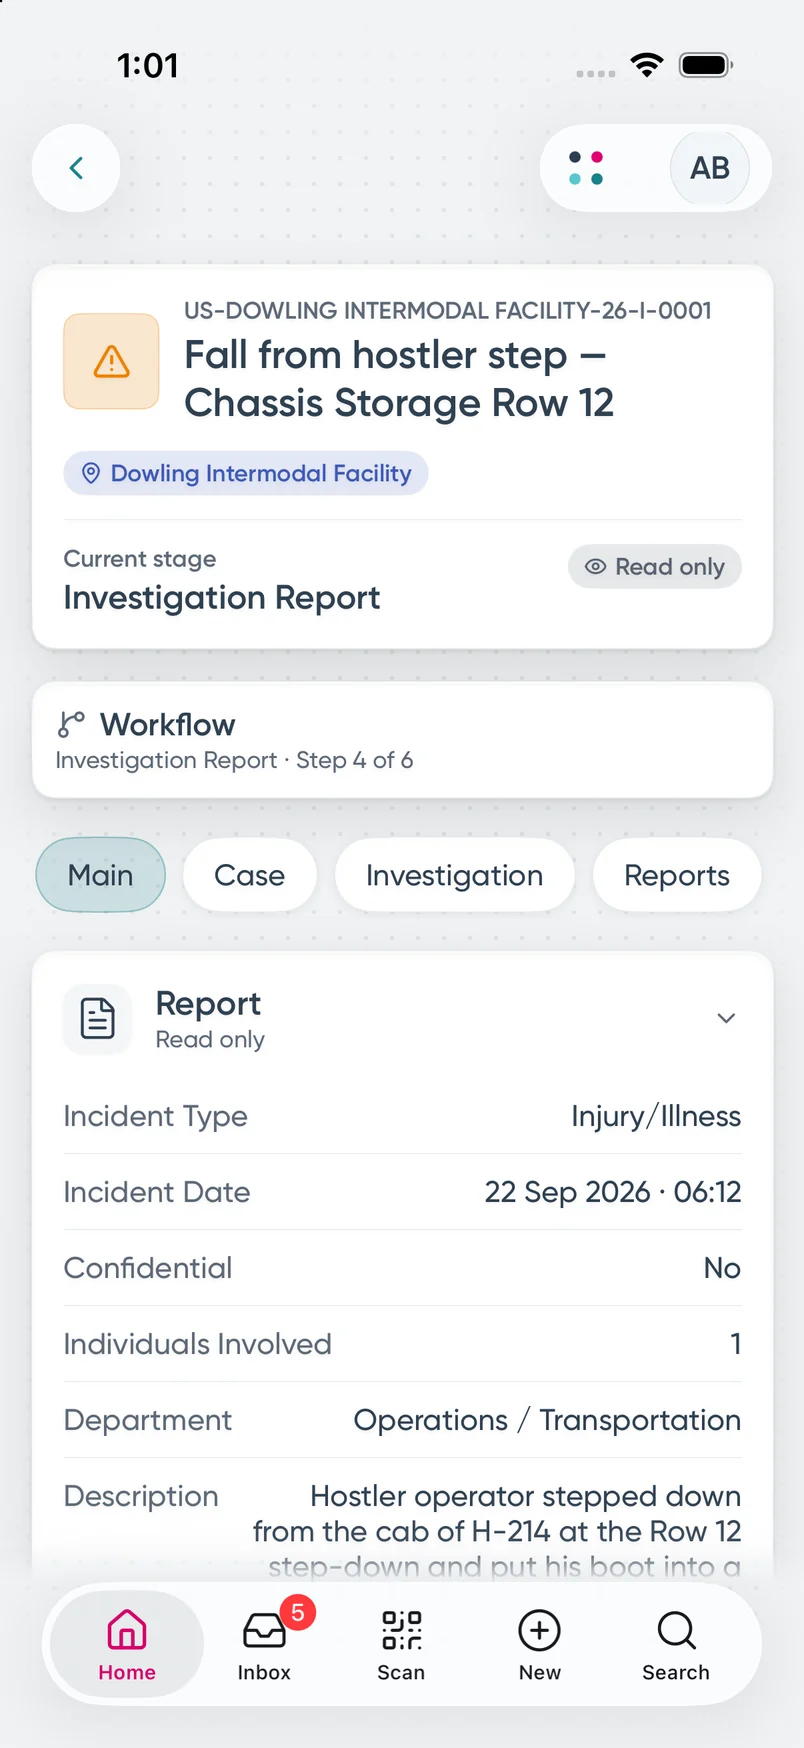 1:01
AB
US-DOWLING INTERMODAL FACILITY-26-I-0001
Fall from hostler step –
Chassis Storage Row 12
Dowling Intermodal Facility
Current stage
Read only
Investigation Report
Workflow
Investigation Report · Step 4 of 6
Main
Case
Investigation
Reports
Report
Read only
Incident Type
Injury/Illness
Incident Date
22 Sep 2026 · 06:12
Confidential
No
Individuals Involved
1
Department
Operations / Transportation
Description
Hostler operator stepped down
from the cab of H-214 at the Row 12
step-down and put his boot into a
5
Home
Inbox
Scan
New
Search